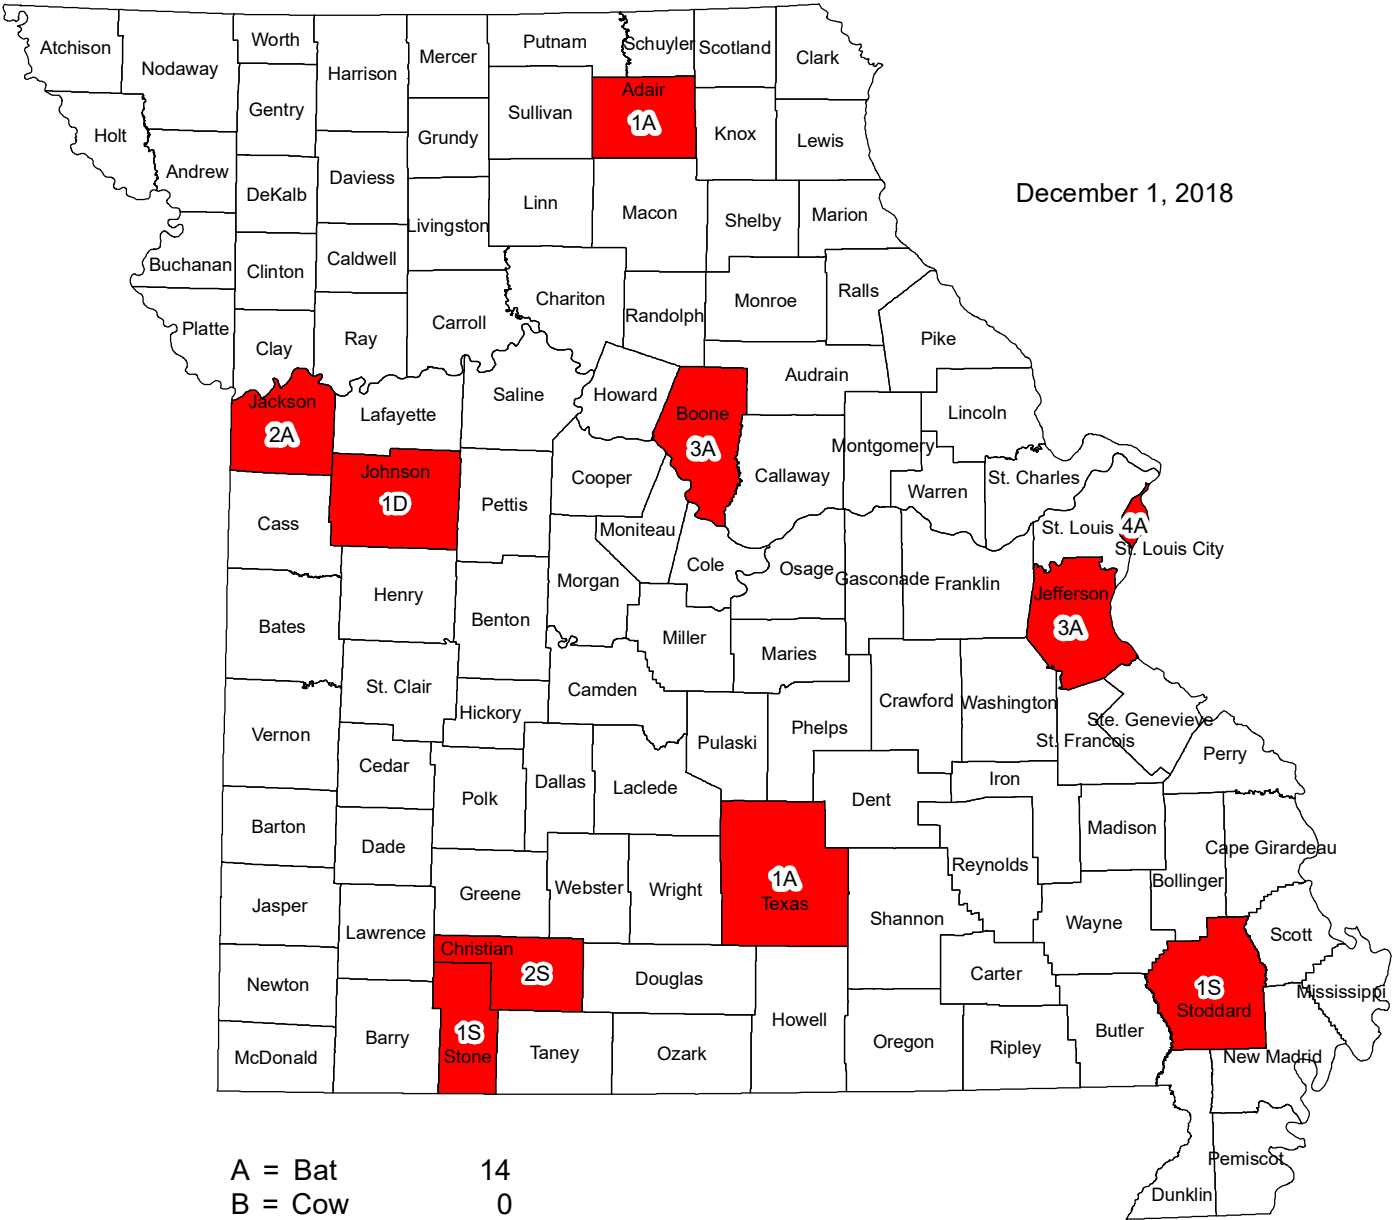 Atchison
Nodaway
Worth
Harrison
Mercer
Putnam
Schuyler
Scotland
Clark
Gentry
Sullivan
Adair
1A
Knox
Lewis
Holt
Andrew
DeKalb
Daviess
Grundy
Livingston
Linn
Macon
Shelby
Marion
December 1, 2018
Buchanan
Clinton
Caldwell
Chariton
Randolph
Monroe
Ralls
Pike
Platte
Clay
Ray
Carroll
Saline
Howard
Boone
3A
Audrain
Lincoln
Jackson
2A
Lafayette
Johnson
1D
Pettis
Cooper
Callaway
Montgomery
Warren
St. Charles
St. Louis
4A
St. Louis City
Cass
Moniteau
Cole
Osage
Gasconade
Franklin
Jefferson
3A
Henry
Morgan
Benton
Bates
Miller
Maries
St. Clair
Hickory
Camden
Crawford
Washington
Ste. Genevieve
St. Francois
Perry
Vernon
Cedar
Polk
Dallas
Laclede
Pulaski
Phelps
Dent
Iron
Madison
Cape Girardeau
Barton
Dade
Greene
Webster
Wright
1A
Texas
Reynolds
Bollinger
Jasper
Lawrence
Christian
2S
Douglas
Shannon
Wayne
Scott
Newton
Barry
1S
Stone
Taney
Ozark
Howell
Carter
1S
Stoddard
Mississippi
McDonald
Oregon
Ripley
Butler
New Madrid
Pemiscot
Dunklin
A = Bat 14
B = Cow 0